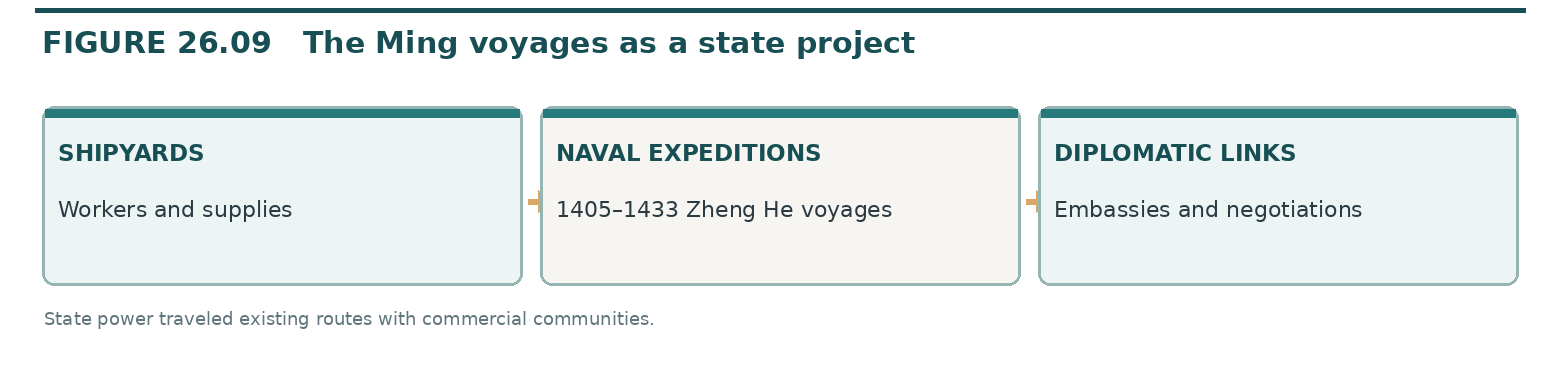 FIGURE 26.09 The Ming voyages as a state project
SHIPYARDS
Workers and supplies
NAVAL EXPEDITIONS
1405–1433 Zheng He voyages
DIPLOMATIC LINKS
Embassies and negotiations
State power traveled existing routes with commercial communities.